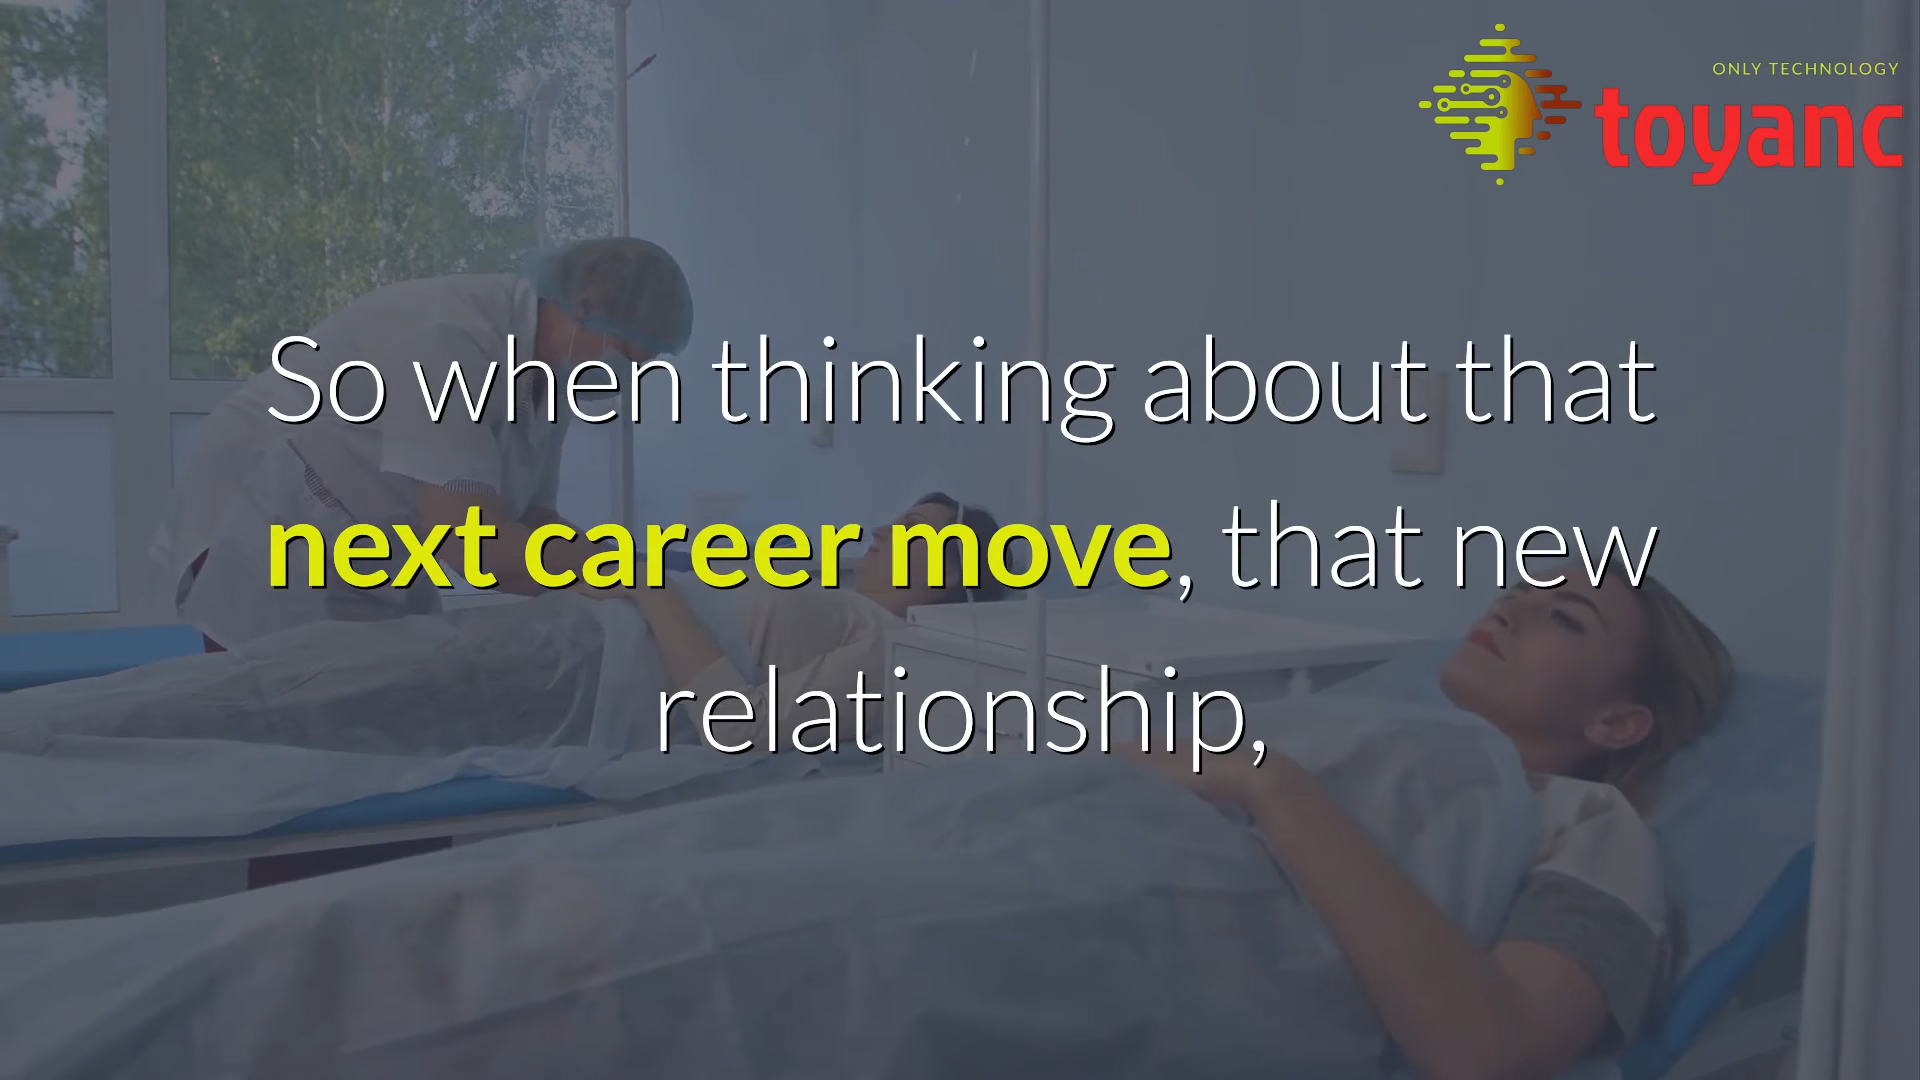 ONLY TECHNOLOGY
toyanc
So when thinking about that
next career move, that new
relationship,